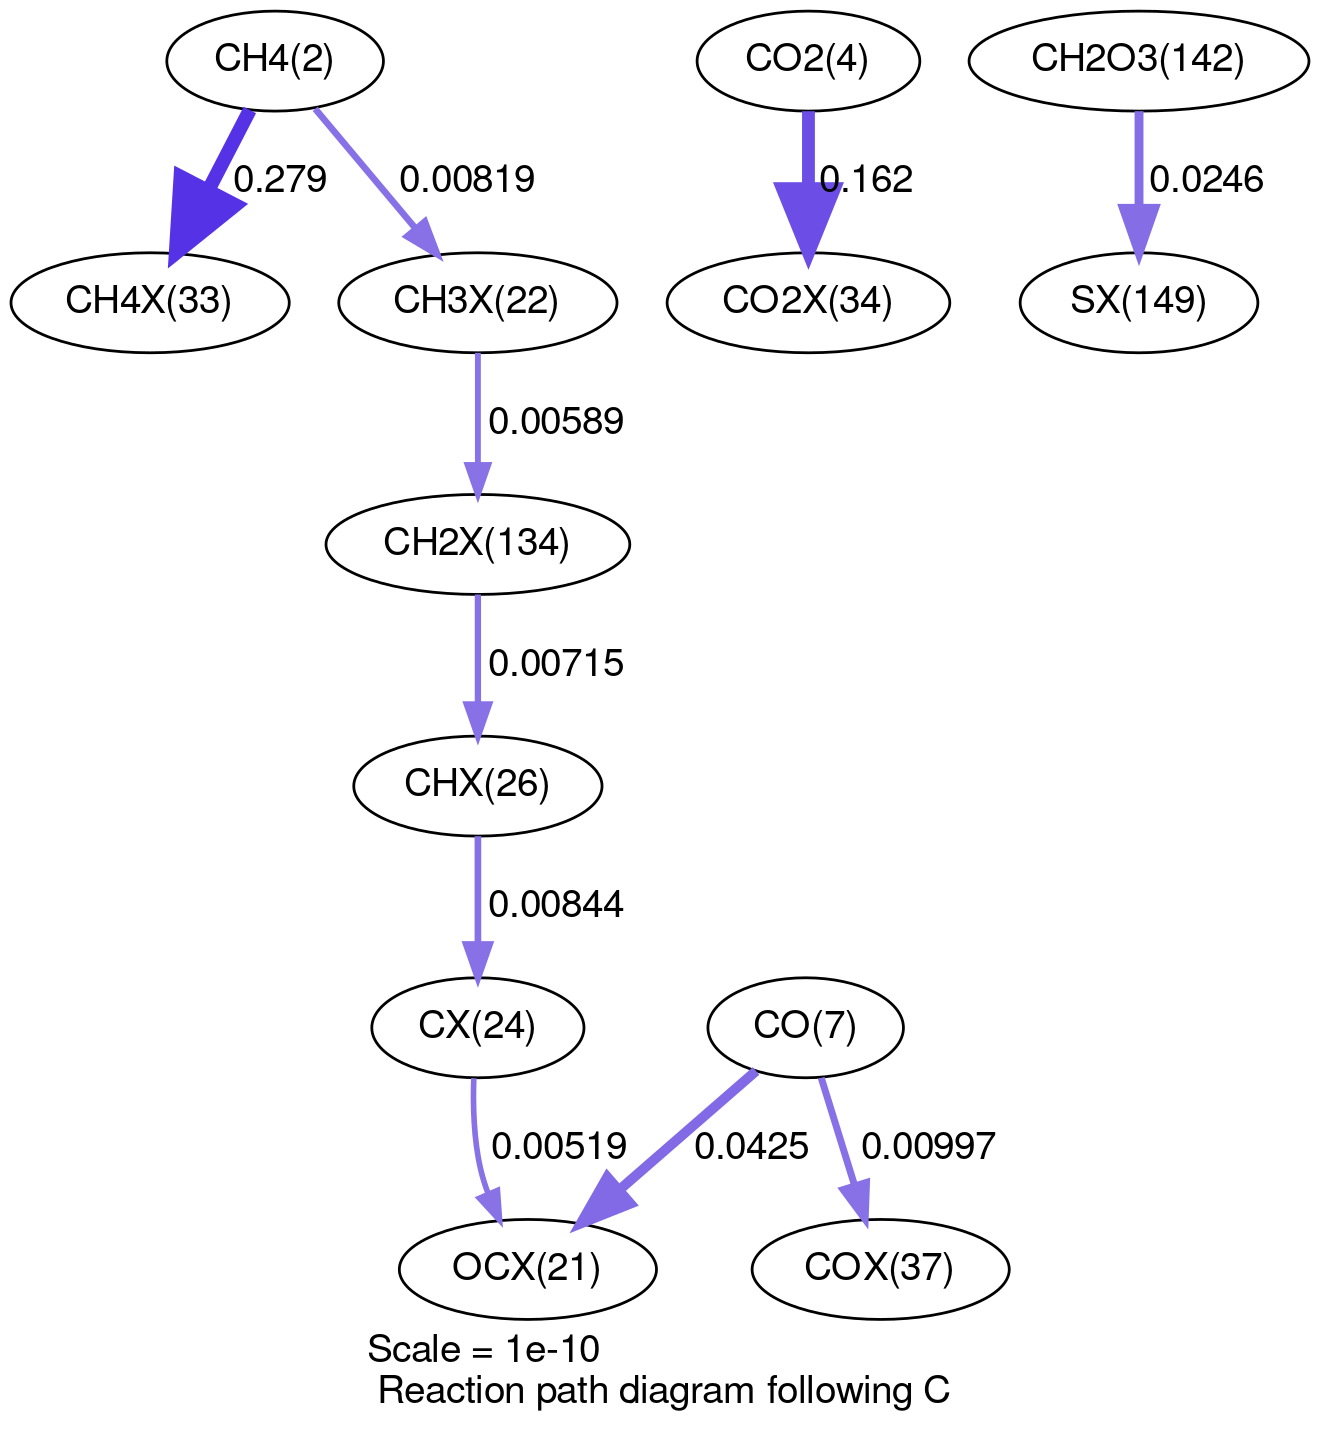 CH4(2)
CO2(4)
CH2O3(142)
0.279
0.00819
0.162
0.0246
CH4X(33)
CH3X(22)
CO2X(34)
SX(149)
0.00589
CH2X(134)
0.00715
CHX(26)
0.00844
CX(24)
CO(7)
0.00519
0.0425
0.00997
OCX(21)
COX(37)
Scale = 1e-10
Reaction path diagram following C